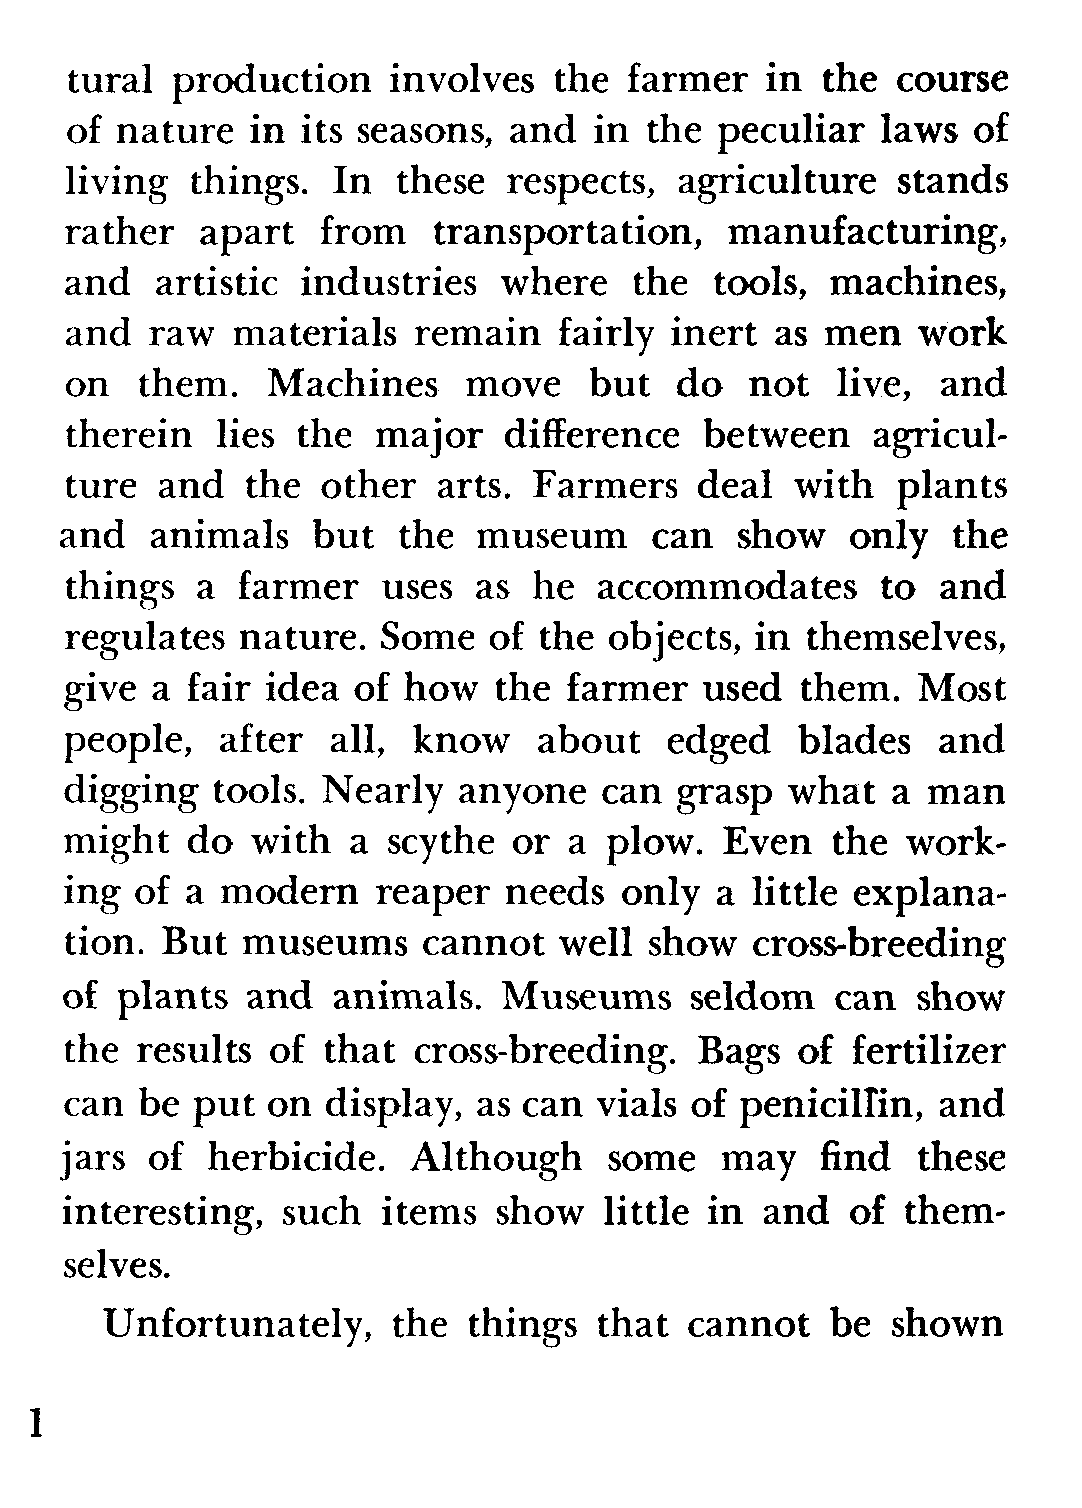 tural production involves the farmer in the course
of nature in its seasons, and in the peculiar laws of
living things. In these respects, agriculture stands
rather apart from transportation, manufacturing,
and artistic industries where the tools, machines,
and raw materials remain fairly inert as men work
on them. Machines move but do not live, and
therein lies the major difference between agricul-
ture and the other arts. Farmers deal with plants
and animals but the museum can show only the
things a farmer uses as he accommodates to and
regulates nature. Some of the objects, in themselves,
give a fair idea of how the farmer used them. Most
people, after all, know about edged blades and
digging tools. Nearly anyone can grasp what a man
might do with a scythe or a plow. Even the work-
ing of a modern reaper needs only a little explana-
tion. But museums cannot well show cross-breeding
of plants and animals. Museums seldom can show
the results of that cross-breeding. Bags of fertilizer
can be put on display, as can vials of penicillin, and
jars of herbicide. Although some may find these
interesting, such items show little in and of them-
selves.
Unfortunately, the things that cannot be shown
1